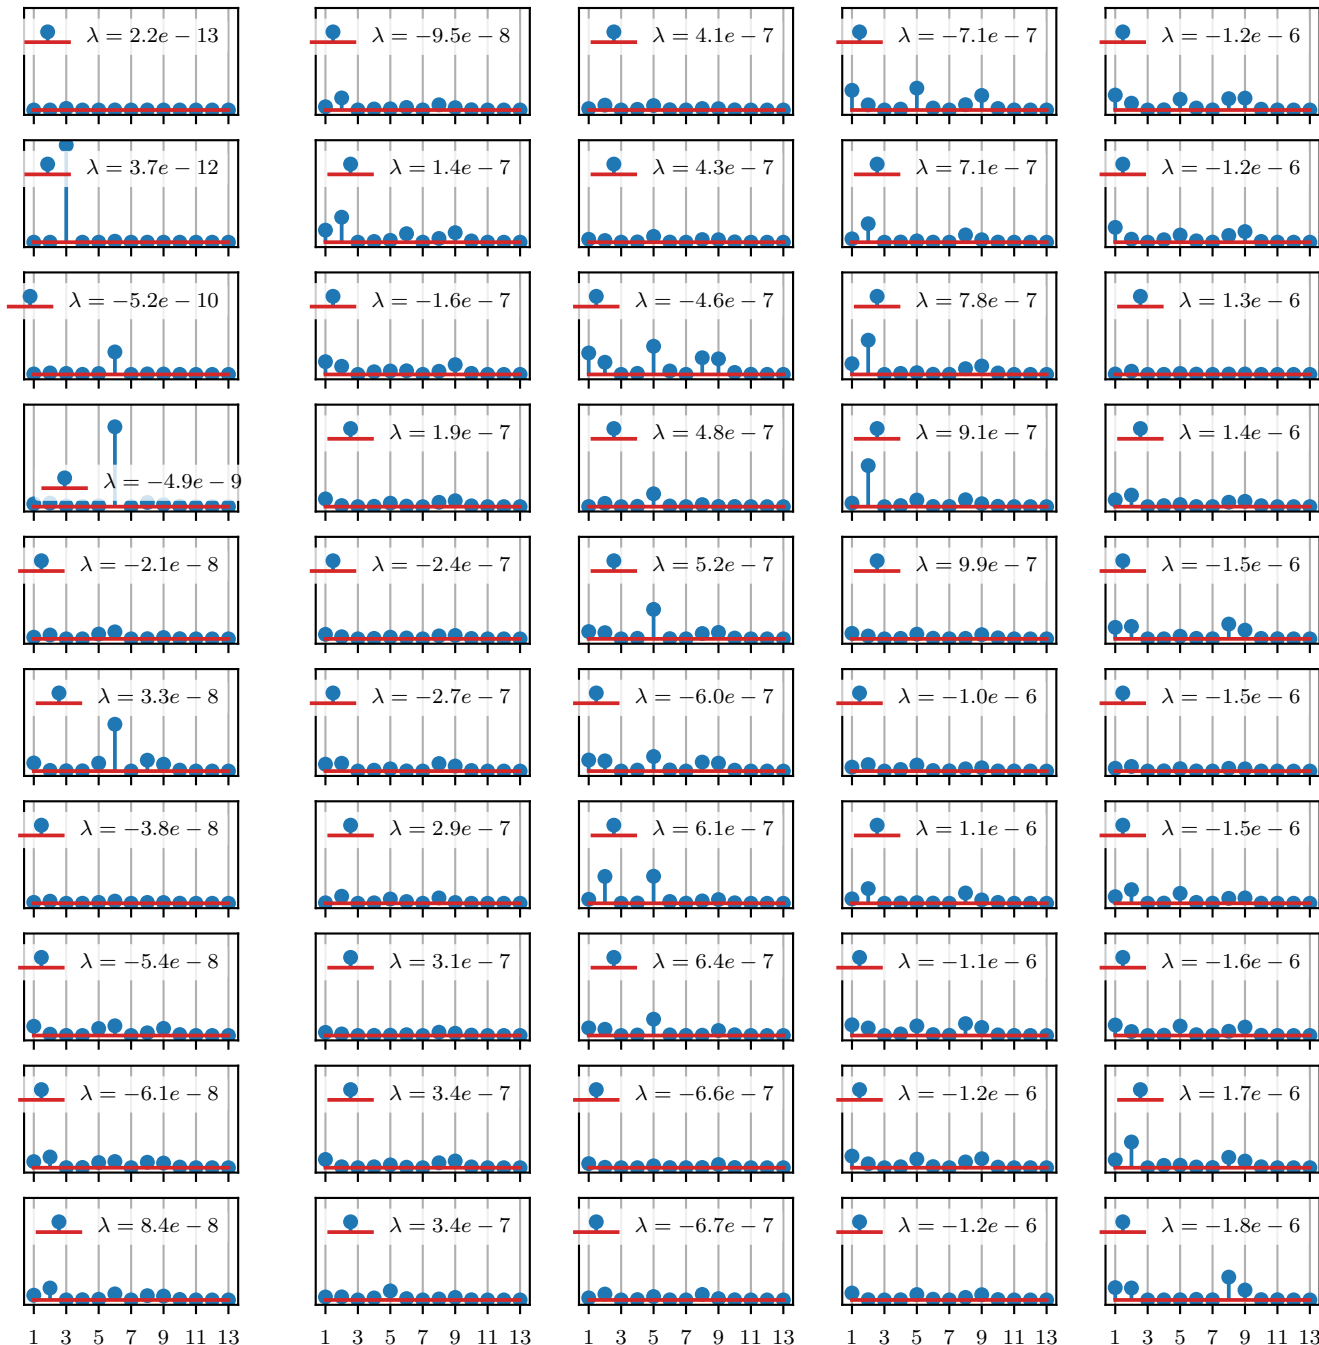 λ = 2.2e − 13 λ = −9.5e − 8 λ = 4.1e − 7 λ = −7.1e − 7 λ = −1.2e − 6
λ = 3.7e − 12 λ = 1.4e − 7 λ = 4.3e − 7 λ = 7.1e − 7 λ = −1.2e − 6
λ = −5.2e − 10 λ = −1.6e − 7 λ = −4.6e − 7 λ = 7.8e − 7 λ = 1.3e − 6
λ = −4.9e − 9 λ = 1.9e − 7 λ = 4.8e − 7 λ = 9.1e − 7 λ = 1.4e − 6
λ = −2.1e − 8 λ = −2.4e − 7 λ = 5.2e − 7 λ = 9.9e − 7 λ = −1.5e − 6
λ = 3.3e − 8 λ = −2.7e − 7 λ = −6.0e − 7 λ = −1.0e − 6 λ = −1.5e − 6
λ = −3.8e − 8 λ = 2.9e − 7 λ = 6.1e − 7 λ = 1.1e − 6 λ = −1.5e − 6
λ = −5.4e − 8 λ = 3.1e − 7 λ = 6.4e − 7 λ = −1.1e − 6 λ = −1.6e − 6
λ = −6.1e − 8 λ = 3.4e − 7 λ = −6.6e − 7 λ = −1.2e − 6 λ = 1.7e − 6
λ = 8.4e − 8 λ = 3.4e − 7 λ = −6.7e − 7 λ = −1.2e − 6 λ = −1.8e − 6
1 3 5 7 9 11 13 1 3 5 7 9 11 13 1 3 5 7 9 11 13 1 3 5 7 9 11 13 1 3 5 7 9 11 13